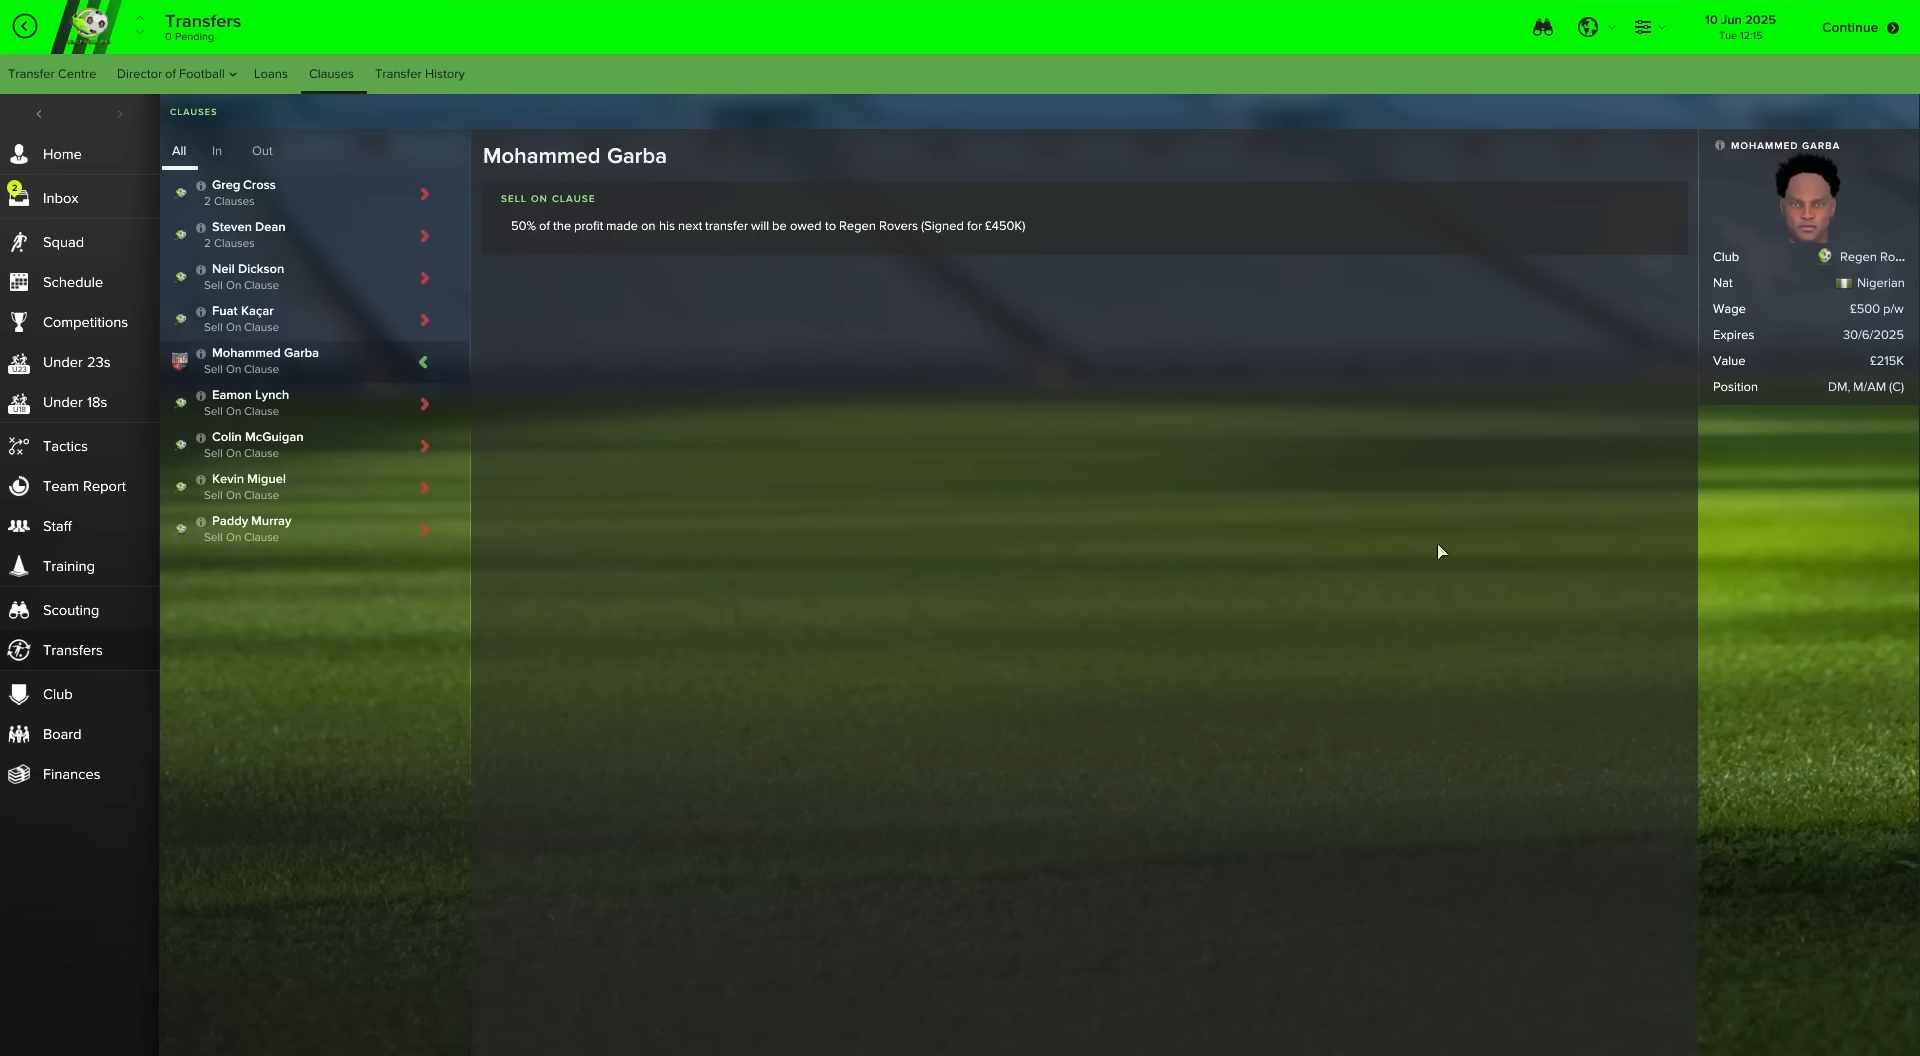 Transfers
0 Pending
10 Jun 2025
Tue 12:15
Continue
Transfer Centre
Director of Football
Loans
Clauses
Transfer History
Home
2
Inbox
Squad
Schedule
Competitions
U23
Under 23s
U18
Under 18s
Tactics
Team Report
Staff
Training
Scouting
Transfers
Club
Board
Finances
CLAUSES
All In Out
Greg Cross
2 Clauses
Steven Dean
2 Clauses
Neil Dickson
Sell On Clause
Fuat Kaçar
Sell On Clause
Mohammed Garba
Sell On Clause
Eamon Lynch
Sell On Clause
Colin McGuigan
Sell On Clause
Kevin Miguel
Sell On Clause
Paddy Murray
Sell On Clause
Mohammed Garba
SELL ON CLAUSE
50% of the profit made on his next transfer will be owed to Regen Rovers (Signed for £450K)
MOHAMMED GARBA
Club Regen Ro...
Nat Nigerian
Wage £500 p/w
Expires 30/6/2025
Value £215K
Position DM, M/AM (C)